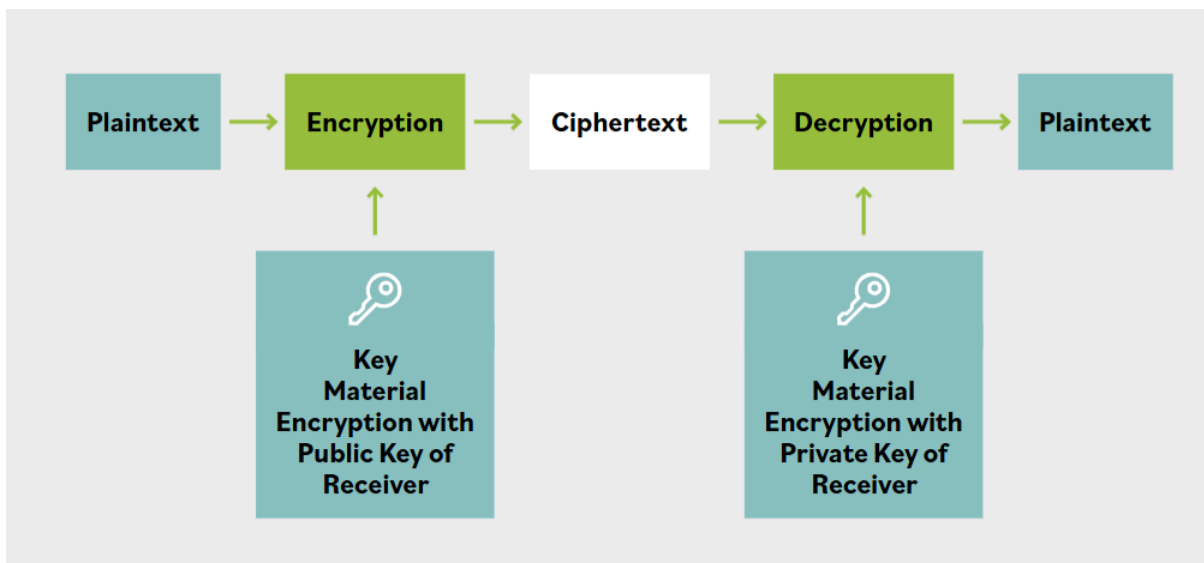 Plaintext
Encryption
Ciphertext
Decryption
Plaintext
Key
Material
Encryption with
Public Key of
Receiver
Key
Material
Encryption with
Private Key of
Receiver